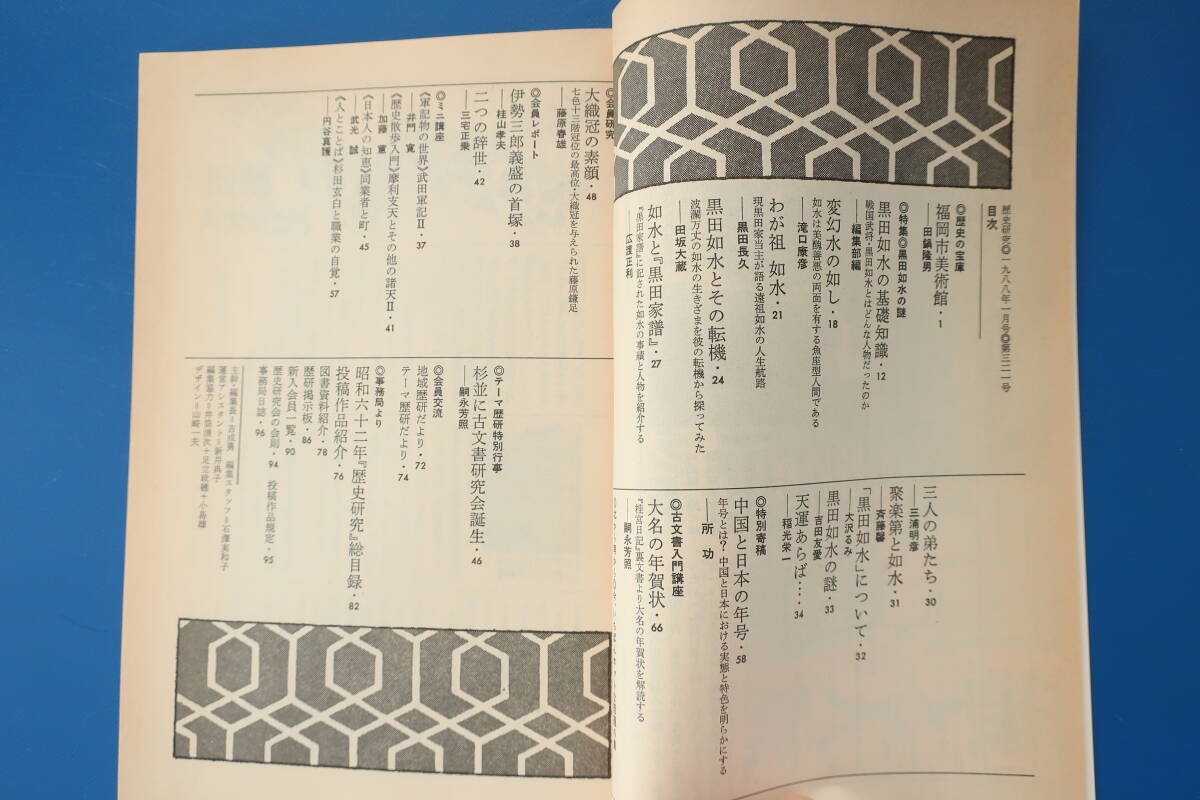 歴史研究◎一九八八年一月号◎第三二一号
目次
◎歴史の宝庫
福岡市美術館・1
――田鍋隆男
◎特集◎黒田如水の謎
黒田如水の基礎知識・12
戦国武将・黒田如水とはどんな人物だったのか
――編集部編
変幻水の如し・18
如水は美醜善悪の両面を有する魚座型人間である
――滝口康彦
わが祖 如水・21
現黒田家当主が語る遠祖如水の人生航路
――黒田長久
黒田如水とその転機・24
波瀾万丈の如水の生きざまを彼の転機から探ってみた
――田坂大蔵
如水と『黒田家譜』・27
『黒田家譜』に記された如水の事績と人物を紹介する
――広渡正利
三人の弟たち・30
――三浦明彦
聚楽第と如水・31
――斉藤馨
「黒田如水」について・32
――大沢るみ
黒田如水の謎・33
――吉田友愛
天運あらば…・34
――稲光栄一
◎特別寄稿
中国と日本の年号・58
年号とは？ 中国と日本における実態と特色を明らかにする
――所 功
◎古文書入門講座
大名の年賀状・66
『桂宮日記』裏文書より大名の年賀状を解読する
――嗣永芳照
◎会員研究
大織冠の素顔・48
七色十三階冠位の最高位・大織冠を与えられた藤原鎌足
――藤原春雄
◎会員レポート
伊勢三郎義盛の首塚・38
――桂山孝夫
二つの辞世・42
――三宅正乗
◎ミニ講座
《軍記物の世界》武田軍記Ⅱ・37
――井門 寛
《歴史散歩入門》摩利支天とその他の諸天Ⅱ・41
――加藤 蕙
《日本人の知恵》同業者と町・45
――武光 誠
《人とことば》杉田玄白と職業の自覚・57
――円谷真護
◎テーマ歴研特別行事
杉並に古文書研究会誕生・46
――嗣永芳照
◎会員交流
地域歴研だより・72
テーマ歴研だより・74
◎事務局より
昭和六十二年『歴史研究』総目録・82
投稿作品紹介・76
図書資料紹介・78
歴研掲示板・86
新入会員一覧・90
歴史研究会の会則・94 投稿作品規定・95
事務局日誌・96
主幹・編集長＝吉成勇 編集スタッフ＝石澤実和子
運営アシスタント＝新井典子
デザイン＝山崎一夫